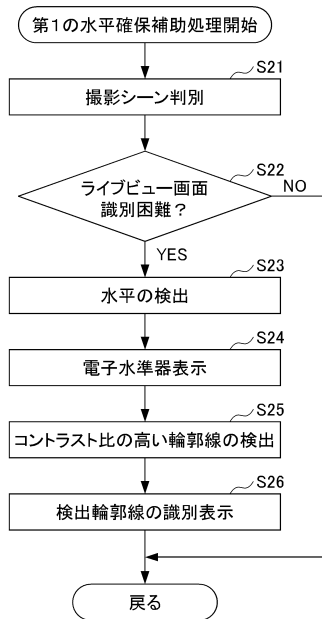 第1の水平確保補助処理開始
S21
撮影シーン判別
S22
ライブビュー画面
識別困難?
NO
YES
S23
水平の検出
S24
電子水準器表示
S25
コントラスト比の高い輪郭線の検出
S26
検出輪郭線の識別表示
戻る